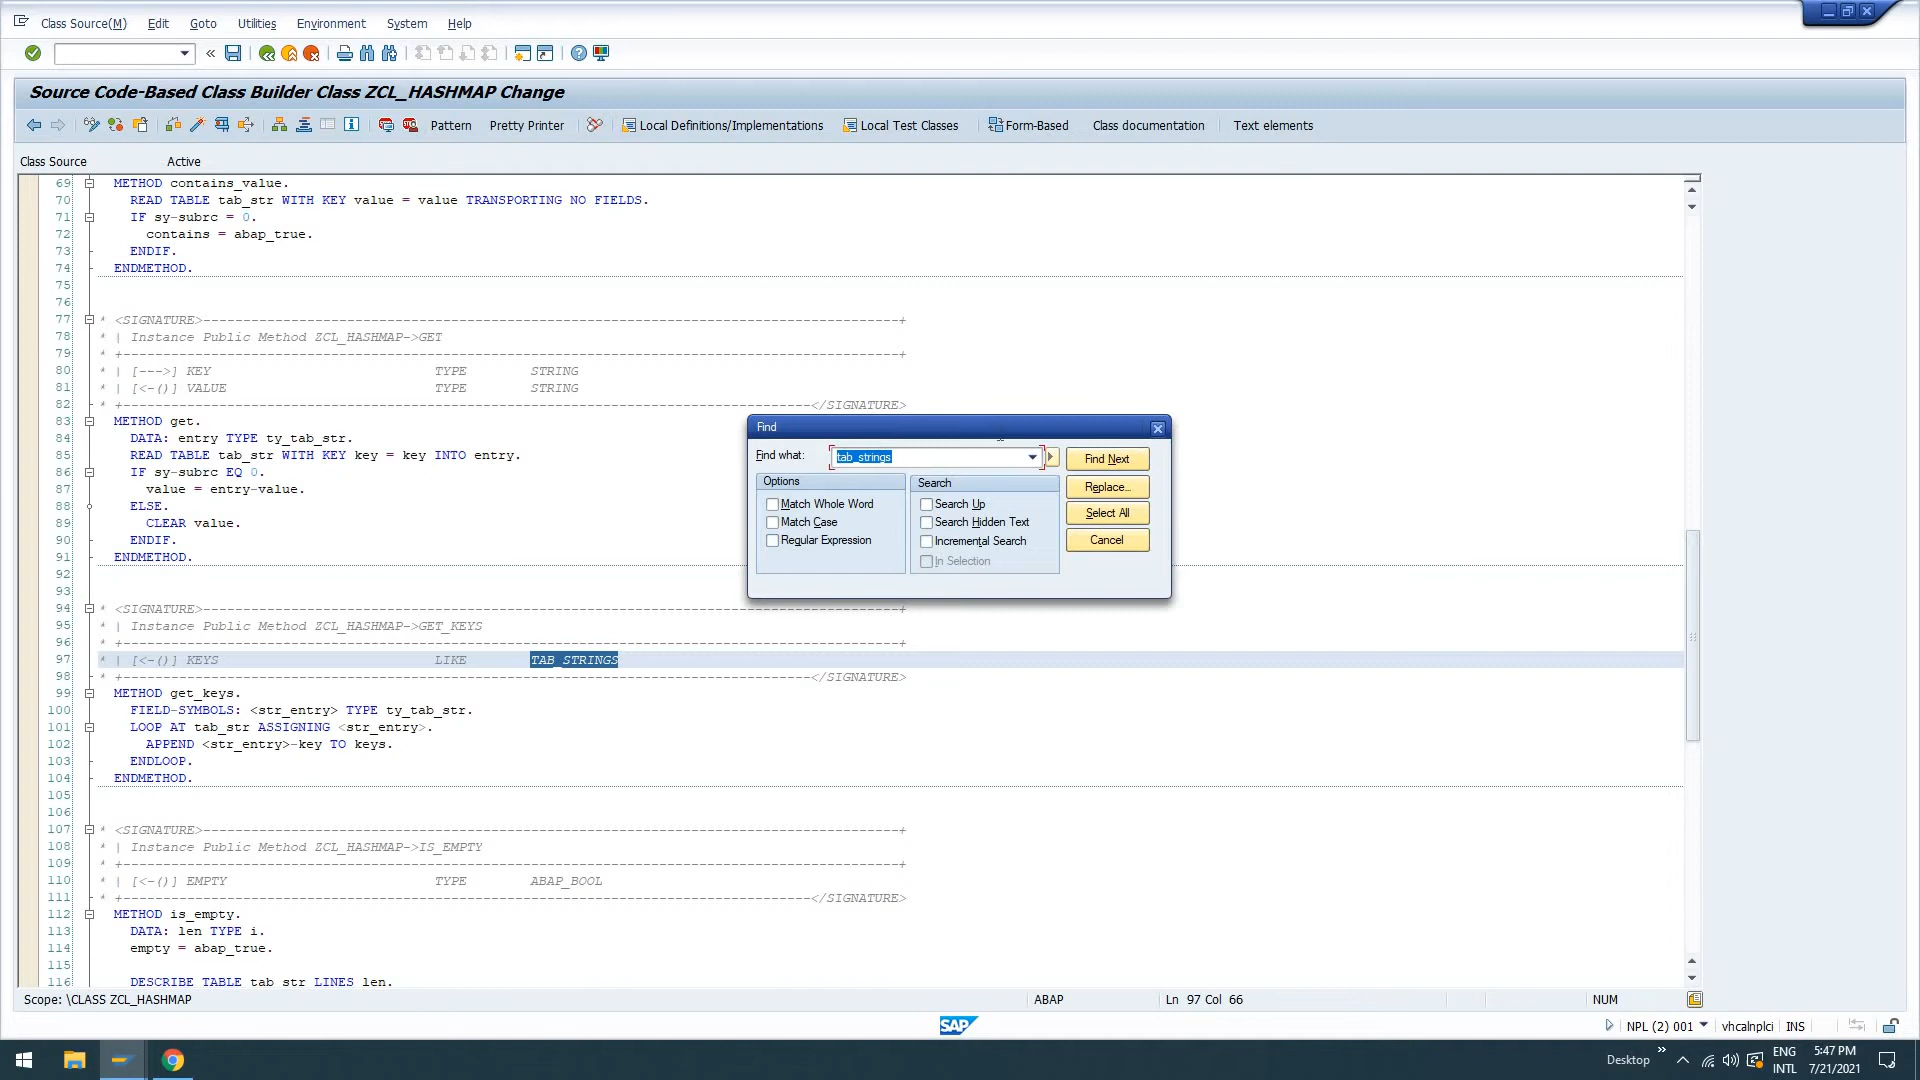 Class Source(M) Edit Goto Utilities Environment System Help
Source Code-Based Class Builder Class ZCL_HASHMAP Change
Pattern Pretty Printer Local Definitions/Implementations Local Test Classes Form-Based Class documentation Text elements
Class Source Active
69 METHOD contains_value.
70 READ TABLE tab_str WITH KEY value = value TRANSPORTING NO FIELDS.
71 IF sy-subrc = 0.
72 contains = abap_true.
73 ENDIF.
74 ENDMETHOD.
75
76
77 * <SIGNATURE>---------------------------------------------------------------------------------------+
78 * | Instance Public Method ZCL_HASHMAP->GET
79 * +-------------------------------------------------------------------------------------------------+
80 * | [--->] KEY TYPE STRING
81 * | [<-()] VALUE TYPE STRING
82 * +--------------------------------------------------------------------------------------</SIGNATURE>
83 METHOD get.
84 DATA: entry TYPE ty_tab_str.
85 READ TABLE tab_str WITH KEY key = key INTO entry.
86 IF sy-subrc EQ 0.
87 value = entry-value.
88 ELSE.
89 CLEAR value.
90 ENDIF.
91 ENDMETHOD.
92
93
94 * <SIGNATURE>---------------------------------------------------------------------------------------+
95 * | Instance Public Method ZCL_HASHMAP->GET_KEYS
96 * +-------------------------------------------------------------------------------------------------+
97 * | [<-()] KEYS LIKE TAB_STRINGS
98 * +--------------------------------------------------------------------------------------</SIGNATURE>
99 METHOD get_keys.
100 FIELD-SYMBOLS: <str_entry> TYPE ty_tab_str.
101 LOOP AT tab_str ASSIGNING <str_entry>.
102 APPEND <str_entry>-key TO keys.
103 ENDLOOP.
104 ENDMETHOD.
105
106
107 * <SIGNATURE>---------------------------------------------------------------------------------------+
108 * | Instance Public Method ZCL_HASHMAP->IS_EMPTY
109 * +-------------------------------------------------------------------------------------------------+
110 * | [<-()] EMPTY TYPE ABAP_BOOL
111 * +--------------------------------------------------------------------------------------</SIGNATURE>
112 METHOD is_empty.
113 DATA: len TYPE i.
114 empty = abap_true.
115
116 DESCRIBE TABLE tab_str LINES len.
Find
Find what: tab_strings Find Next
Options Search Replace...
Match Whole Word Search Up Select All
Match Case Search Hidden Text
Regular Expression Incremental Search Cancel
In Selection
Scope: \CLASS ZCL_HASHMAP ABAP Ln 97 Col 66 NUM
SAP
NPL (2) 001 vhcalnplci INS
Desktop ENG 5:47 PM
INTL 7/21/2021